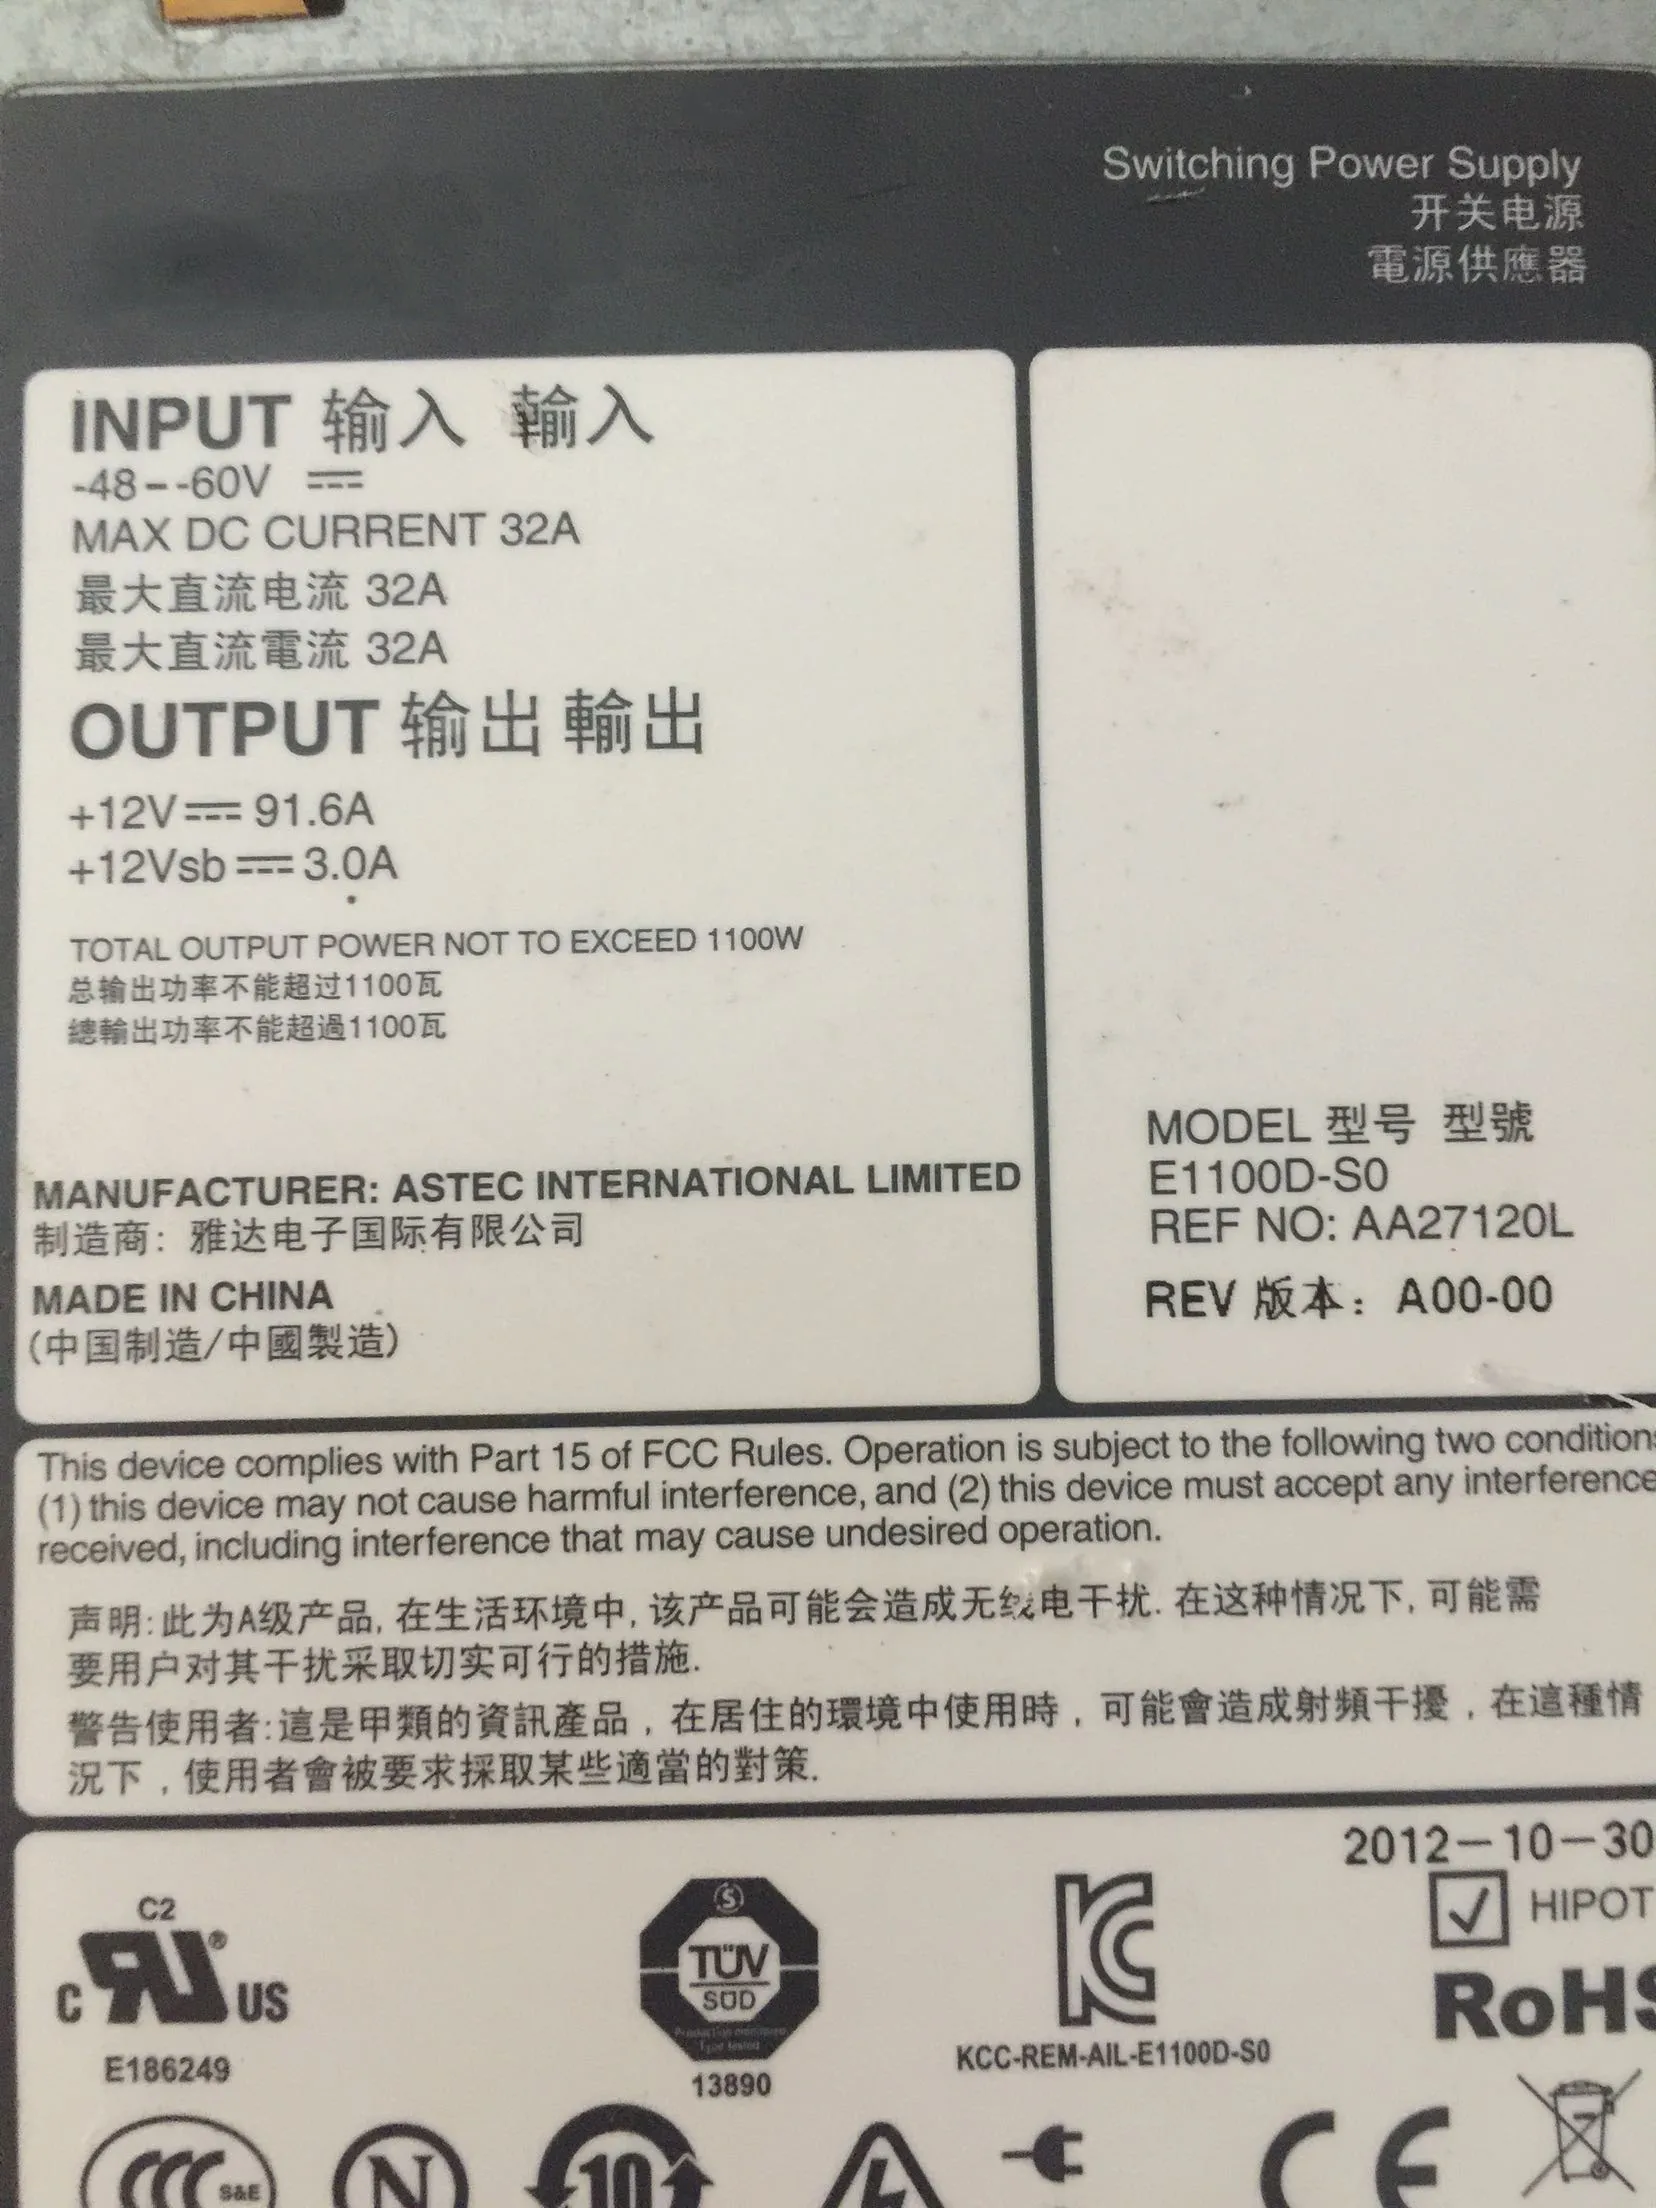 Switching Power Supply
开关电源
電源供應器
INPUT 输入 輸入
-48--60V
MAX DC CURRENT 32A
最大直流电流 32A
最大直流電流 32A
OUTPUT 输出 輸出
+12V 91.6A
+12Vsb 3.0A
TOTAL OUTPUT POWER NOT TO EXCEED 1100W
总输出功率不能超过1100瓦
總輸出功率不能超過1100瓦
MANUFACTURER: ASTEC INTERNATIONAL LIMITED
制造商: 雅达电子国际有限公司
MADE IN CHINA
(中国制造/中國製造)
MODEL 型号 型號
E1100D-S0
REF NO: AA27120L
REV 版本: A00-00
This device complies with Part 15 of FCC Rules. Operation is subject to the following two condition
(1) this device may not cause harmful interference, and (2) this device must accept any interference
received, including interference that may cause undesired operation.
声明:此为A级产品, 在生活环境中, 该产品可能会造成无线电干扰. 在这种情况下, 可能需
要用户对其干扰采取切实可行的措施.
警告使用者:這是甲類的資訊產品, 在居住的環境中使用時, 可能會造成射頻干擾, 在這種情
況下, 使用者會被要求採取某些適當的對策.
2012-10-30
HIPOT
RoHS
C2
C RU ® US
E186249
S
TÜV
SÜD
Type tested
13890
KC
KCC-REM-AIL-E1100D-S0
CCC S&E
N
10
CE